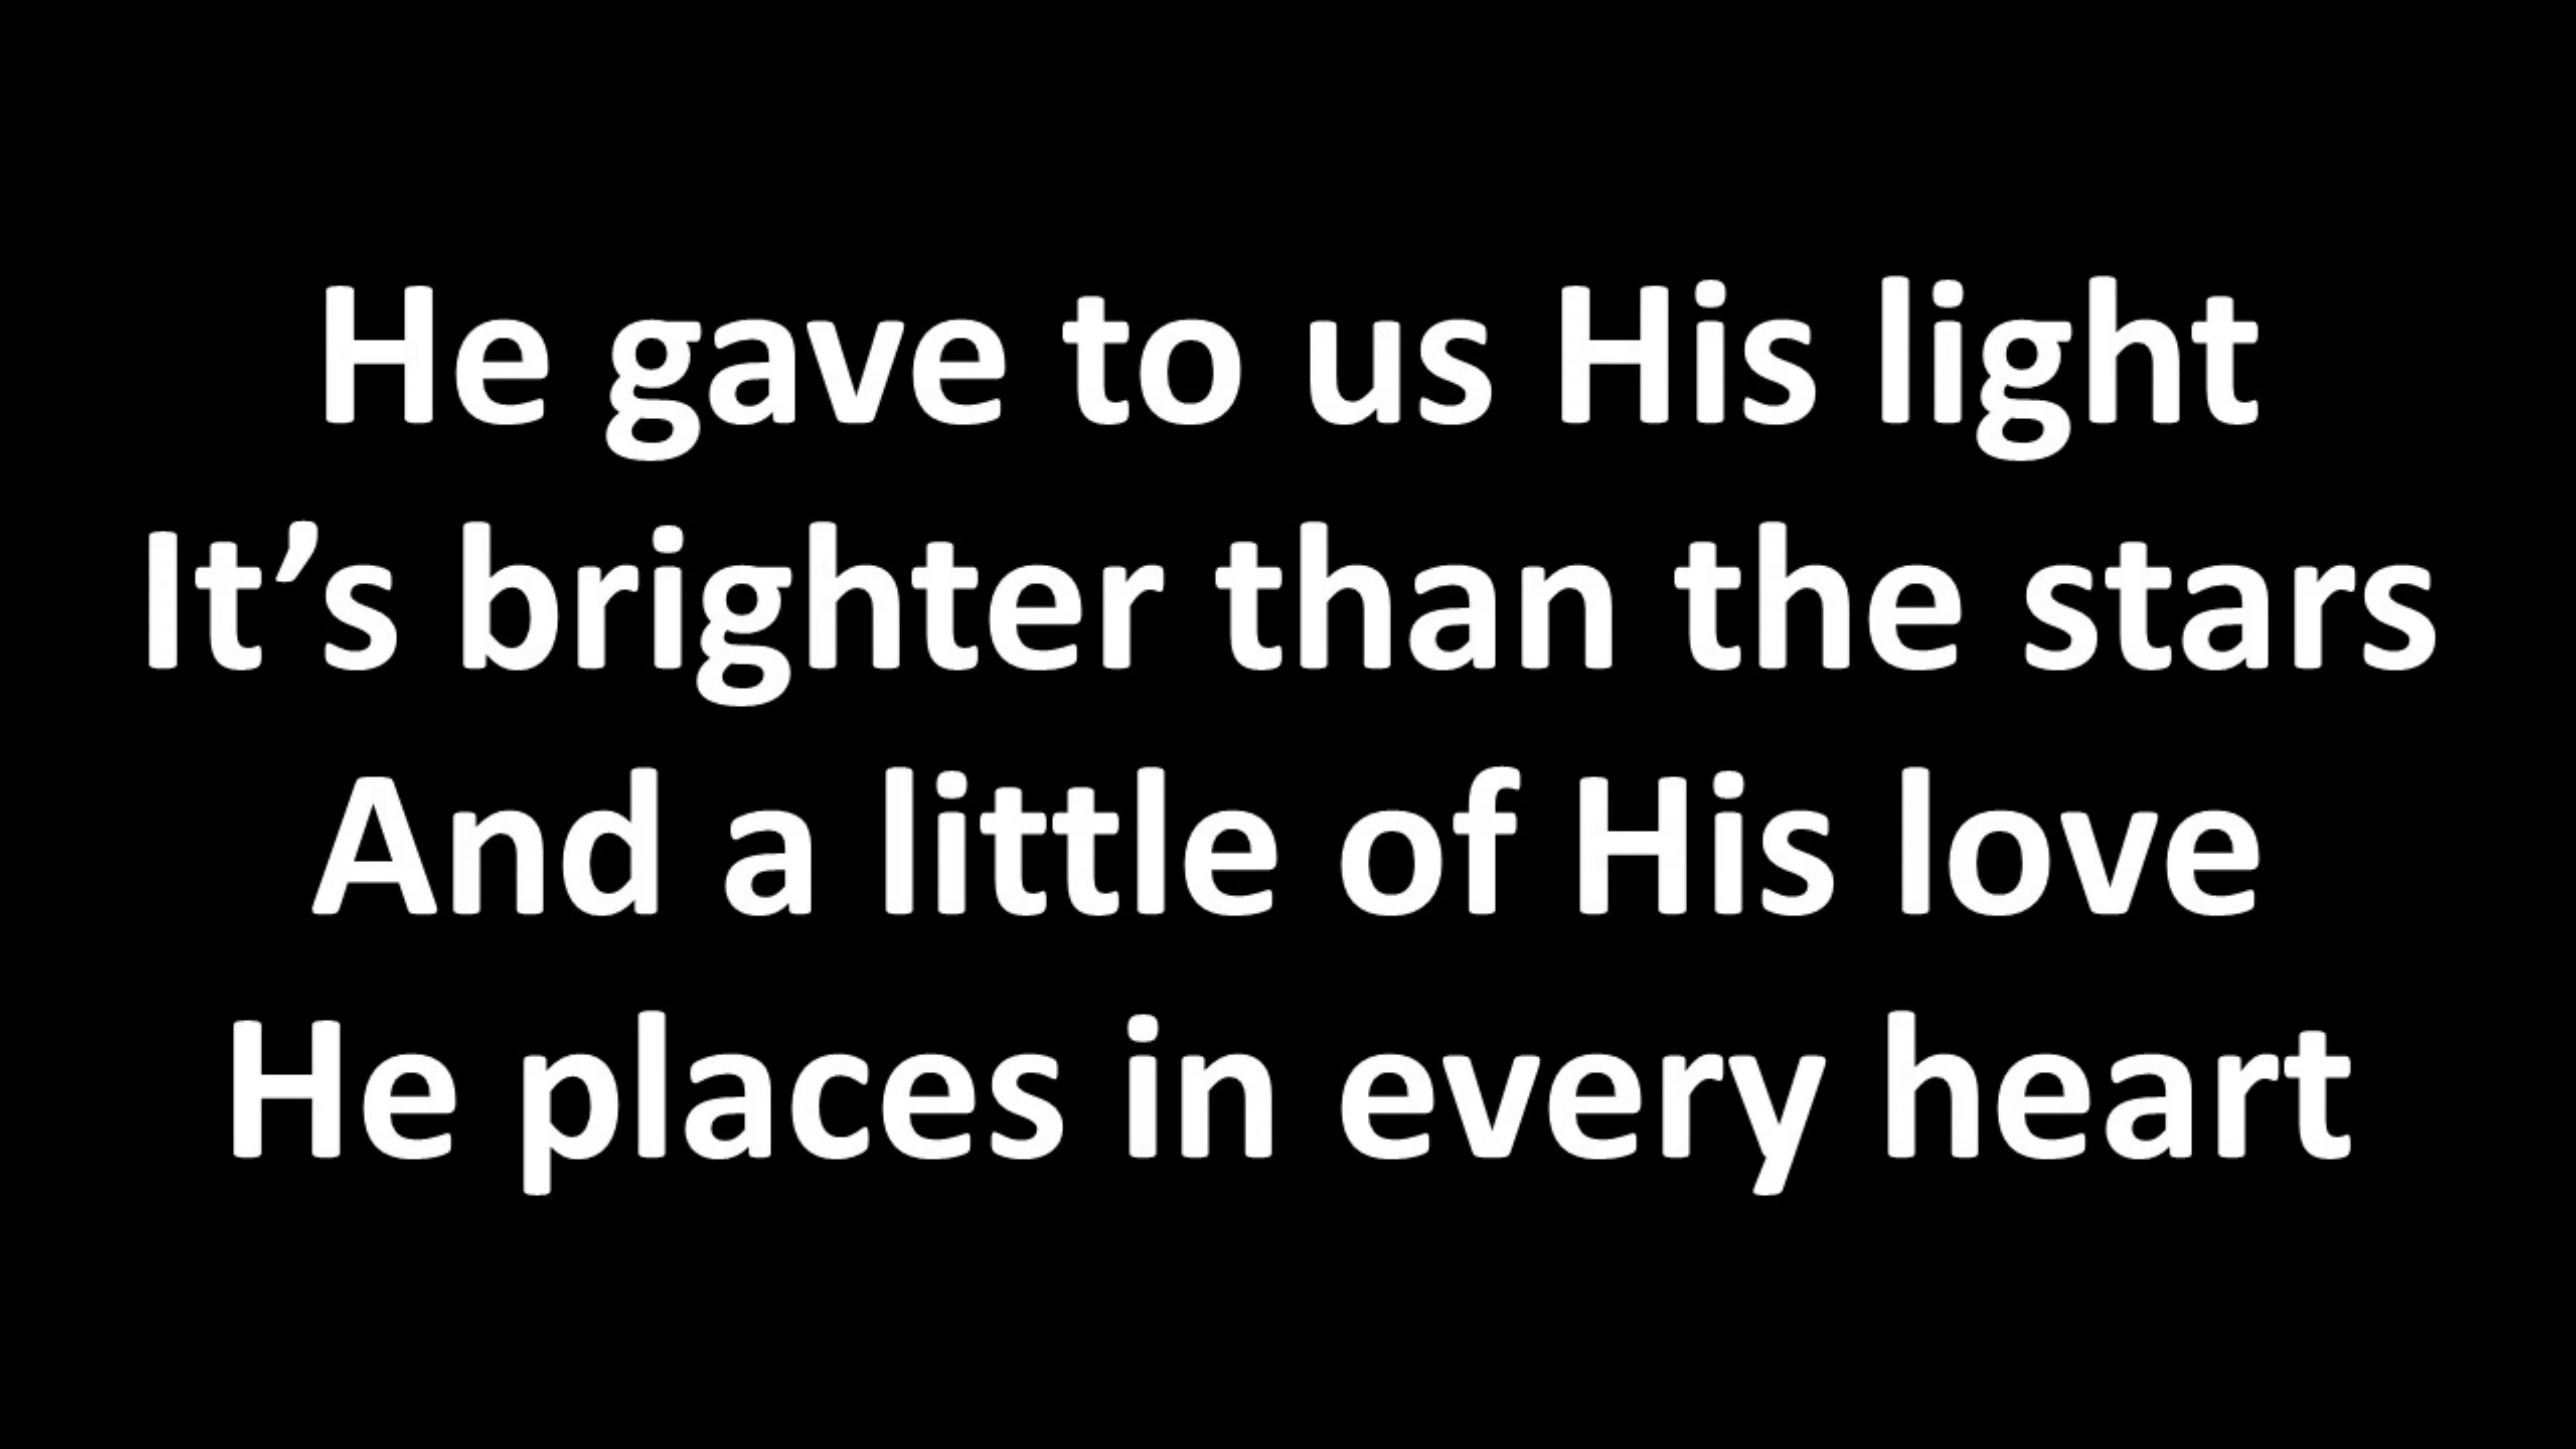 He gave to us His light
It’s brighter than the stars
And a little of His love
He places in every heart